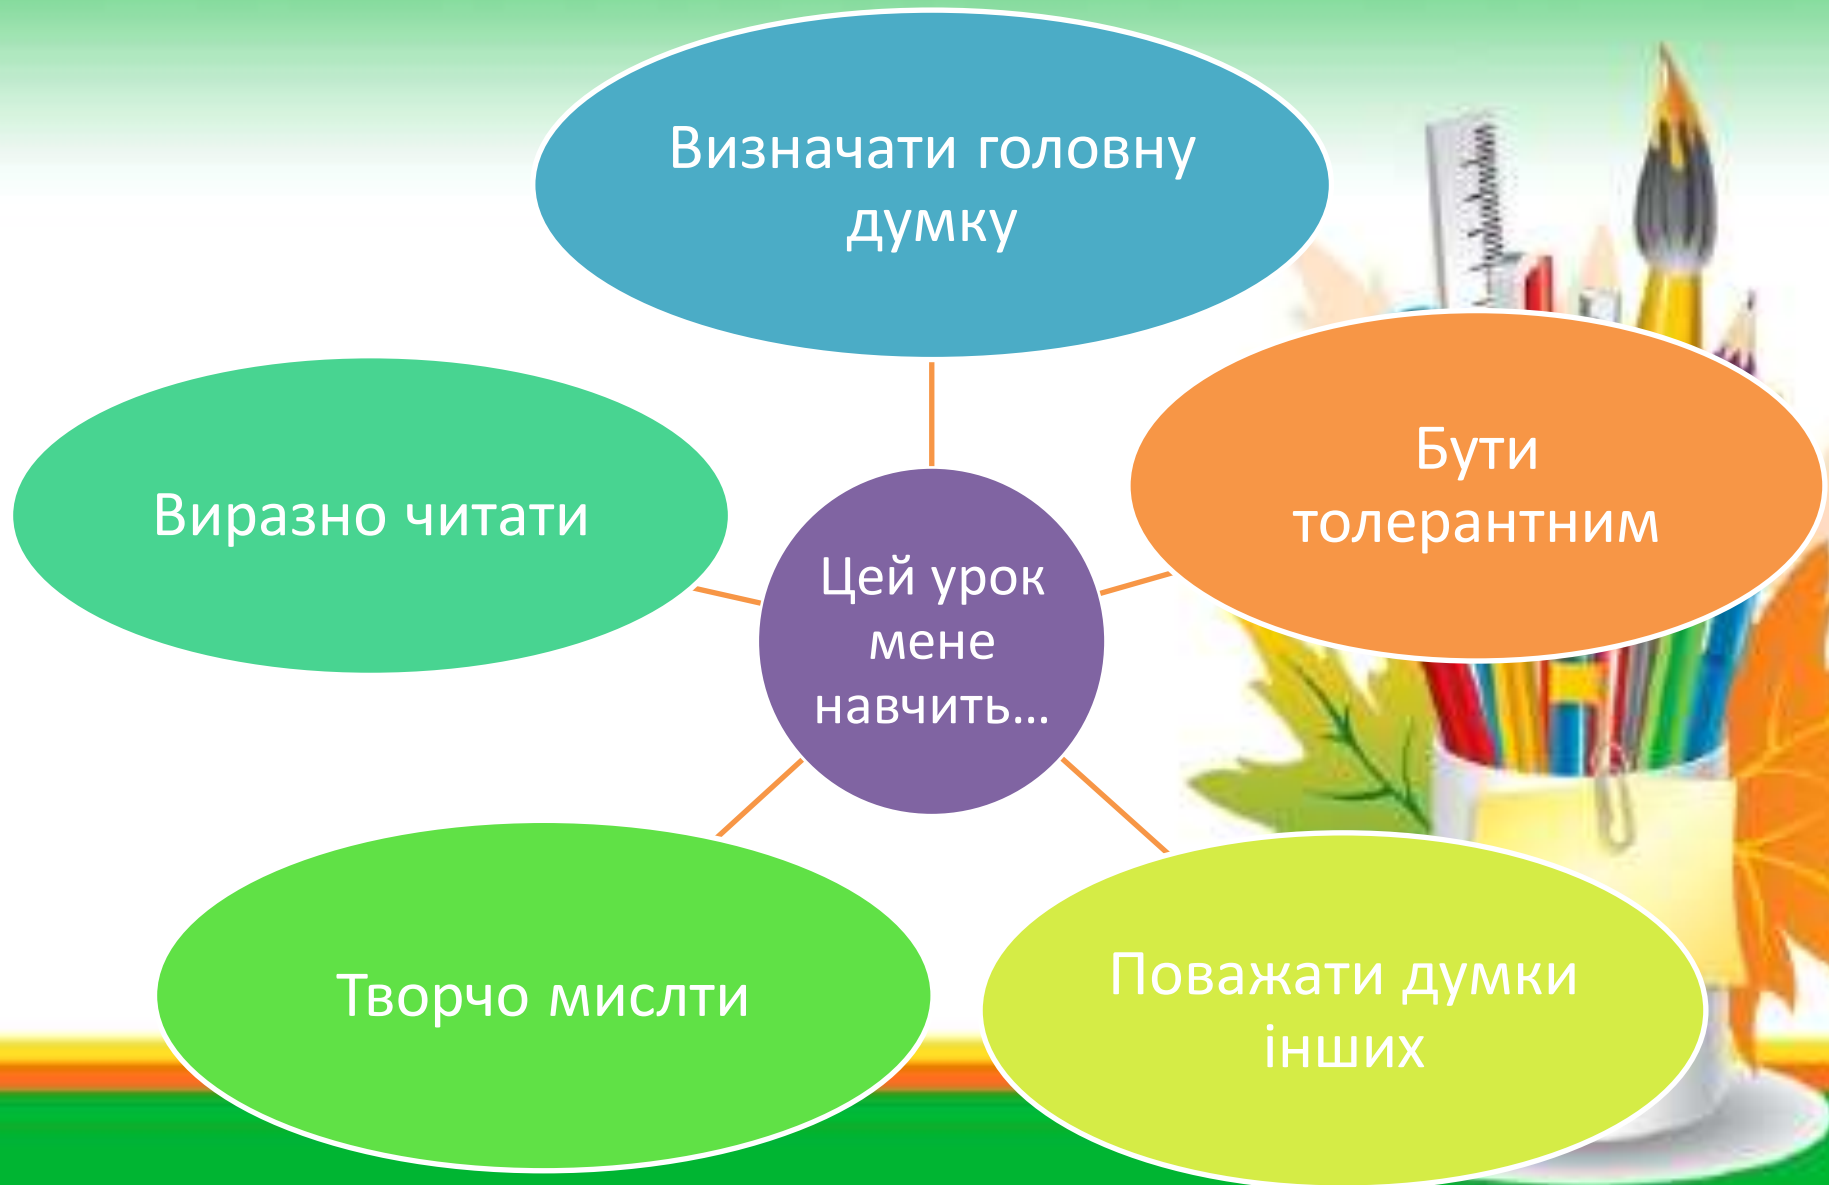 Визначати головну
думку
Бути
толерантним
Виразно читати
Цей урок
мене
навчить...
Творчо мислти
Поважати думки
інших